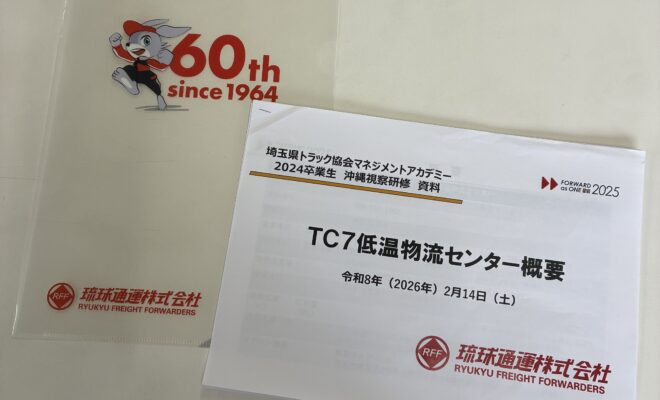 60th
since 1964
RFF
琉球通運株式会社
RYUKYU FREIGHT FORWARDERS
埼玉県トラック協会マネジメントアカデミー
2024卒業生 沖縄視察研修 資料
FORWARD
as ONE
2025
TC7低温物流センター概要
令和8年（2026年）2月14日（土）
RFF
琉球通運株式会社
RYUKYU FREIGHT FORWARDERS